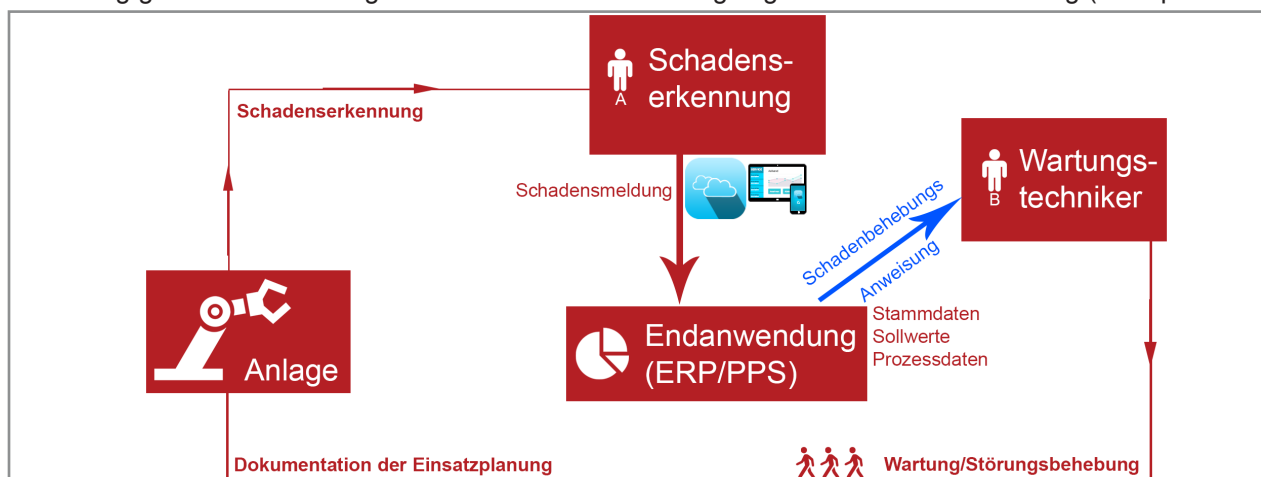 Schadens-
erkennung
A
Schadenserkennung
Wartungs-
techniker
B
Schadensmeldung
Schadenbehebungs
Anweisung
Anlage
Endanwendung
(ERP/PPS)
Stammdaten
Sollwerte
Prozessdaten
Dokumentation der Einsatzplanung
Wartung/Störungsbehebung